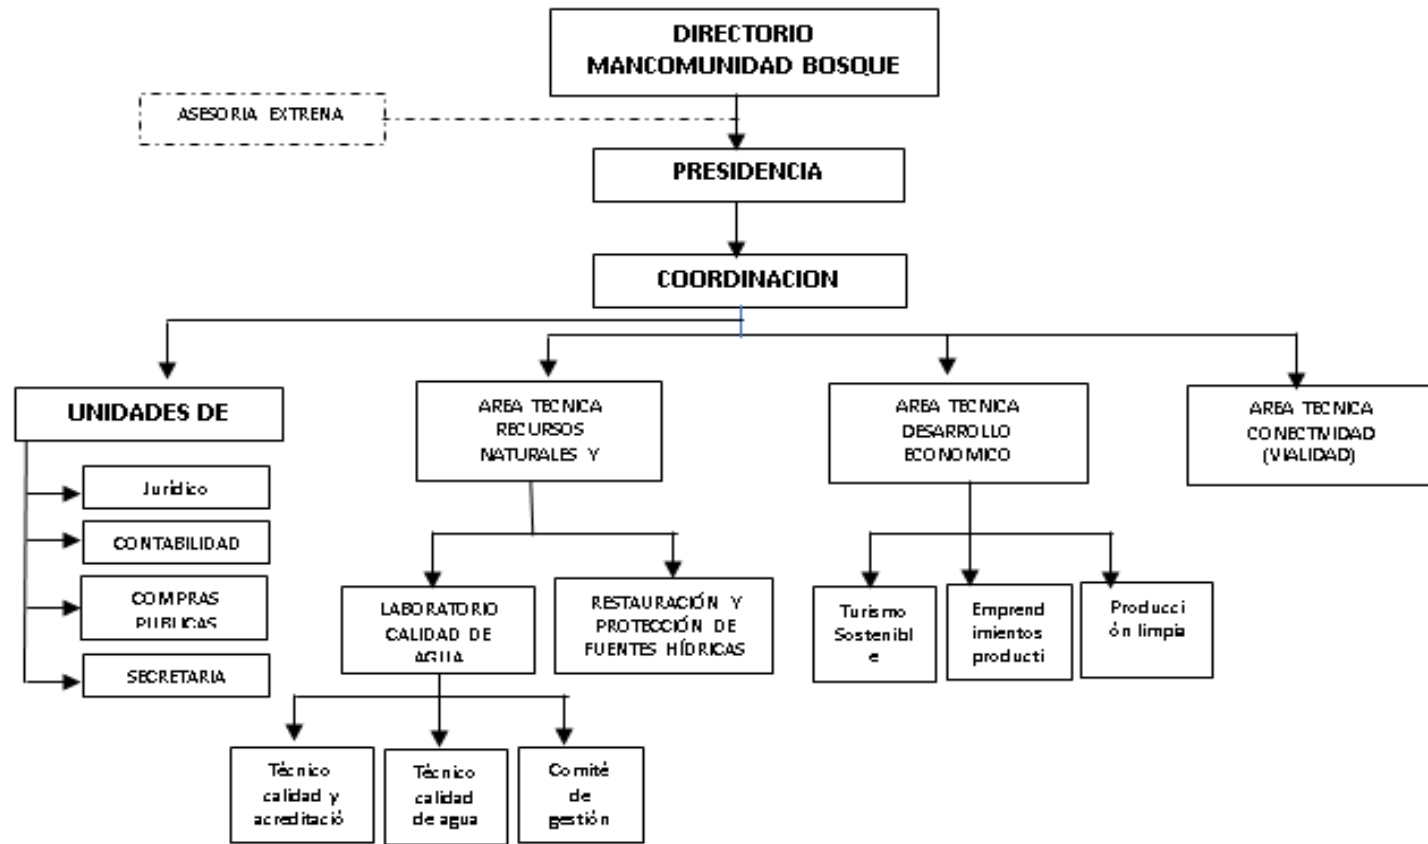 DIRECTORIO
MANCOMUNIDAD BOSQUE
ASESORIA EXTRENA
PRESIDENCIA
COORDINACION
UNIDADES DE
Jurídico
CONTABILIDAD
COMPRAS
PUBLICAS
SECRETARIA
AREA TECNICA
RECURSOS
NATURALES Y
LABORATORIO
CALIDAD DE
AGUA
RESTAURACIÓN Y
PROTECCIÓN DE
FUENTES HÍDRICAS
Técnico
calidad y
acreditació
Técnico
calidad
de agua
Comité
de
gestión
AREA TECNICA
DESARROLLO
ECONOMICO
Turismo
Sostenibl
e
Emprend
imientos
producti
Producci
ón limpia
AREA TECNICA
CONECTIVIDAD
(VIALIDAD)